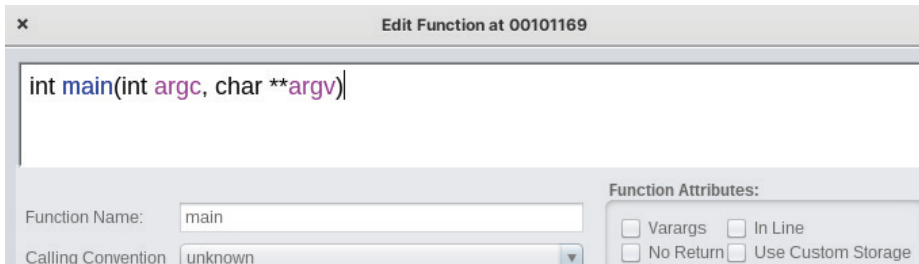 × Edit Function at 00101169
int main(int argc, char **argv)
Function Attributes:
Function Name: main
Varargs In Line
Calling Convention unknown
No Return Use Custom Storage